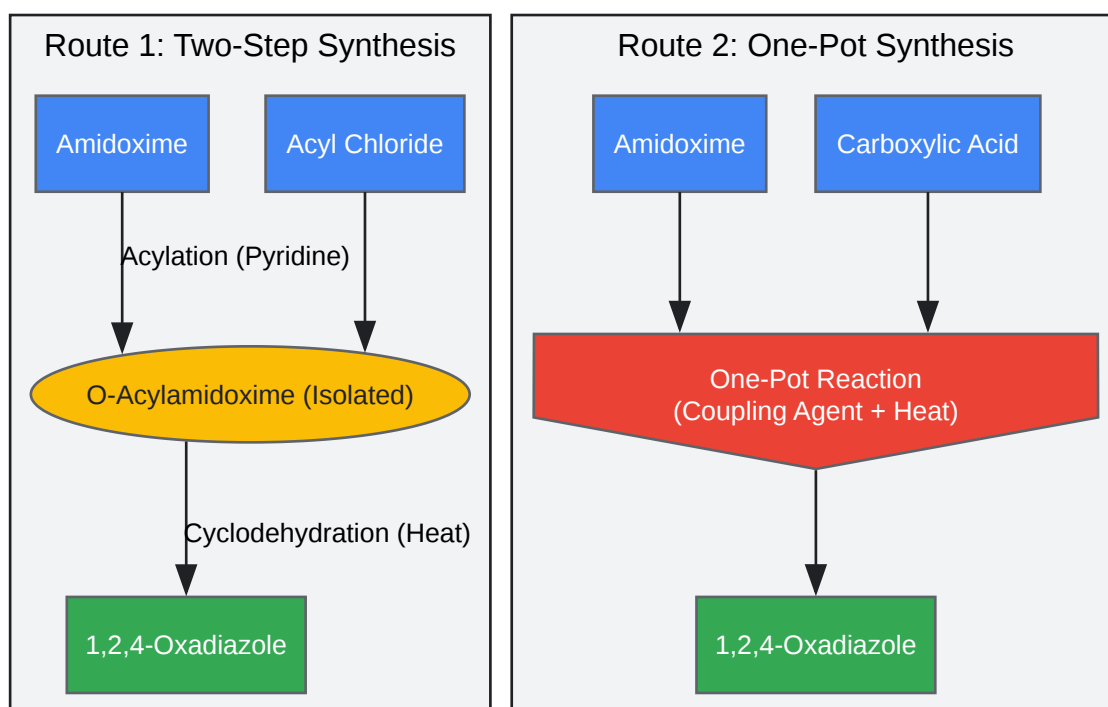 Route 1: Two-Step Synthesis
Amidoxime
Acyl Chloride
Acylation (Pyridine)
O-Acylamidoxime (Isolated)
Cyclodehydration (Heat)
1,2,4-Oxadiazole
Route 2: One-Pot Synthesis
Amidoxime
Carboxylic Acid
One-Pot Reaction
(Coupling Agent + Heat)
1,2,4-Oxadiazole